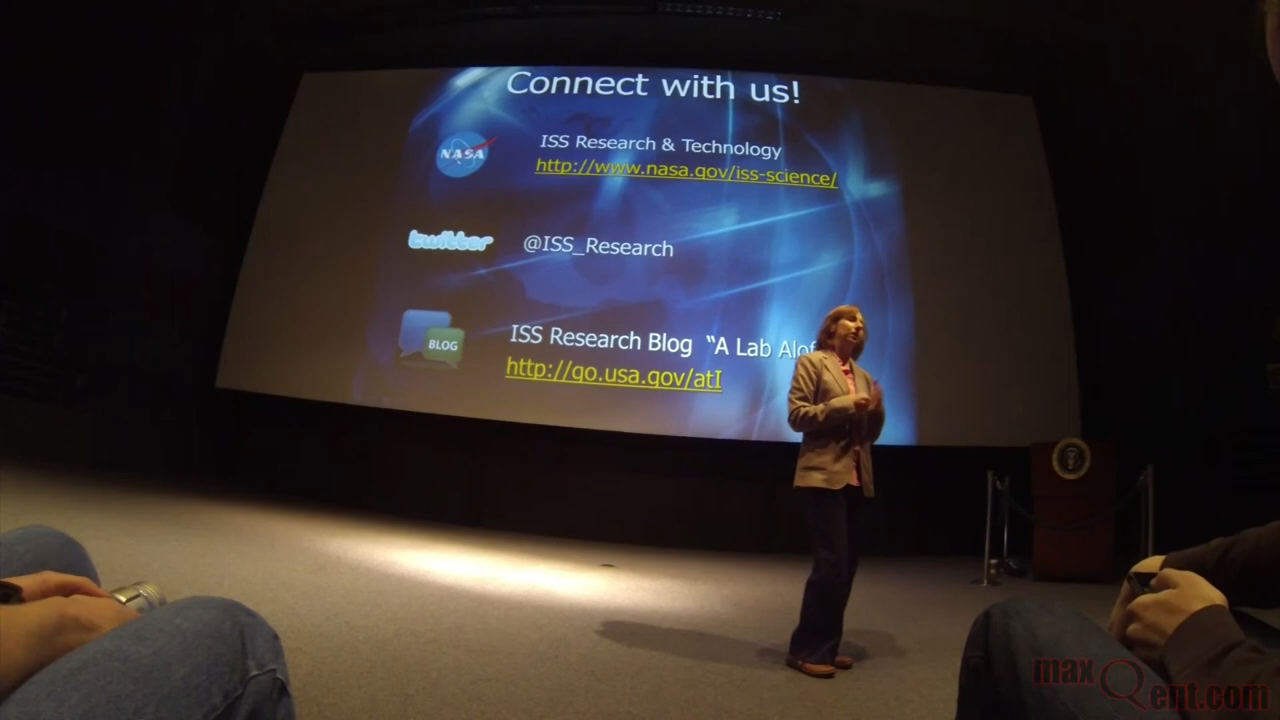 Connect with us!
NASA
ISS Research & Technology
http://www.nasa.gov/iss-science/
twitter
@ISS_Research
BLOG
ISS Research Blog “A Lab
http://go.usa.gov/atI
maxQent.com